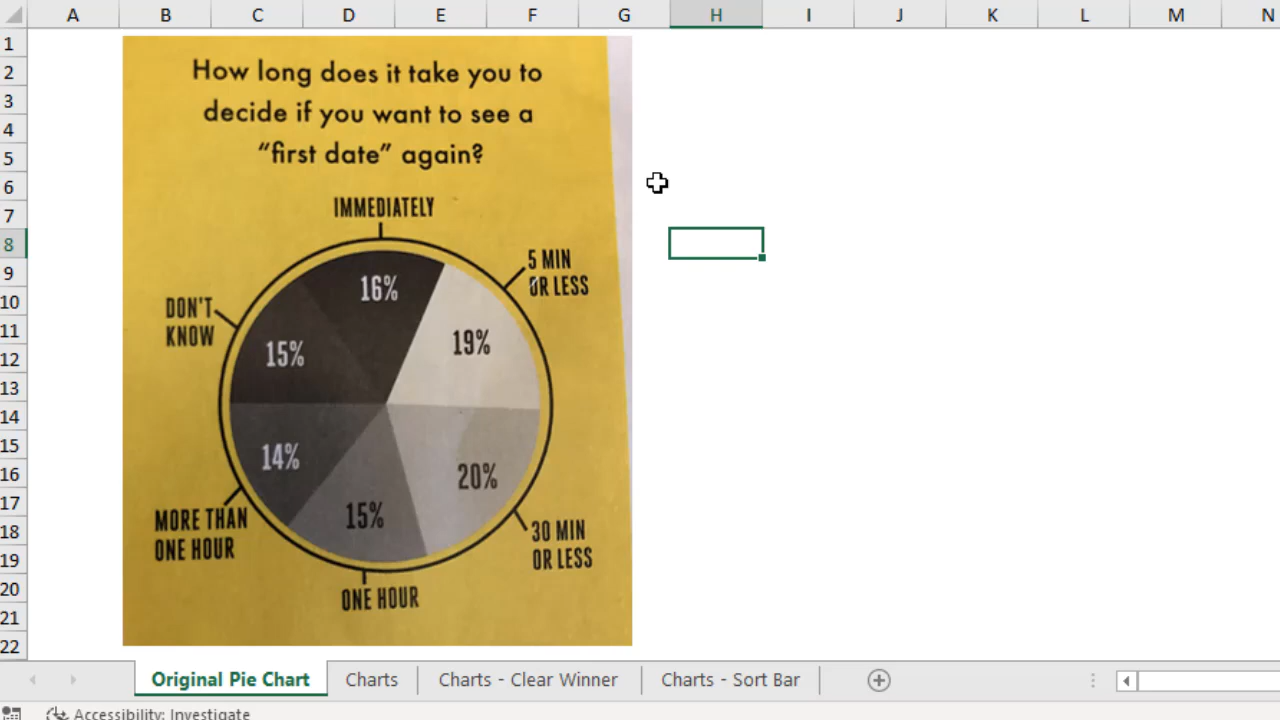 A B C D E F G H I J K L M N
1
2
3
4
5
6
7
8
9
10
11
12
13
14
15
16
17
18
19
20
21
22
How long does it take you to
decide if you want to see a
“first date” again?
IMMEDIATELY
5 MIN
OR LESS
16%
19%
DON'T
KNOW
15%
14%
20%
15%
MORE THAN
ONE HOUR
30 MIN
OR LESS
ONE HOUR
Original Pie Chart Charts Charts - Clear Winner Charts - Sort Bar
Accessibility: Investigate